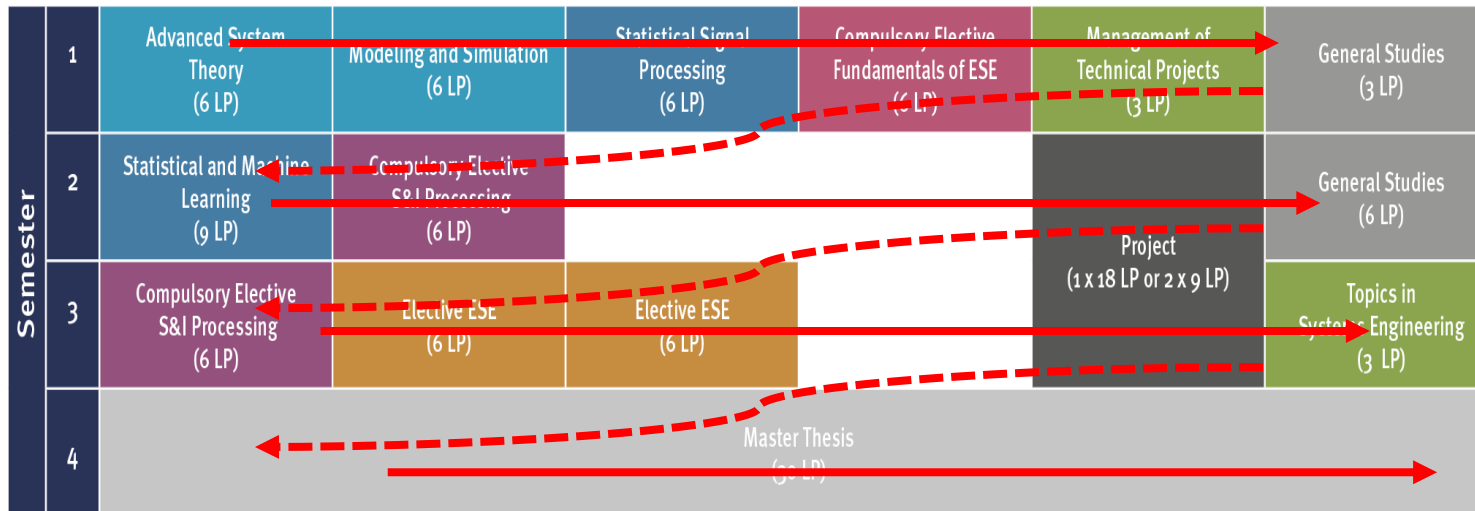 Semester
1
Advanced System
Theory
(6 LP)
Modeling and Simulation
(6 LP)
Statistical Signal
Processing
(6 LP)
Compulsory Elective
Fundamentals of ESE
(6 LP)
Management of
Technical Projects
(3 LP)
General Studies
(3 LP)
2
Statistical and Machine
Learning
(9 LP)
Compulsory Elective
S&I Processing
(6 LP)
Project
(1 x 18 LP or 2 x 9 LP)
General Studies
(6 LP)
3
Compulsory Elective
S&I Processing
(6 LP)
Elective ESE
(6 LP)
Elective ESE
(6 LP)
Topics in
Systems Engineering
(3 LP)
4
Master Thesis
(30 LP)